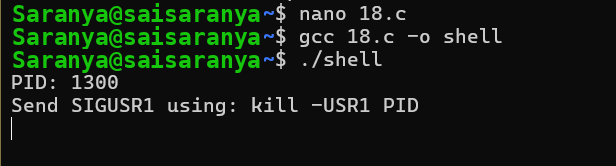 Saranya@saisaranya~$ nano 18.c
Saranya@saisaranya~$ gcc 18.c -o shell
Saranya@saisaranya~$ ./shell
PID: 1300
Send SIGUSR1 using: kill -USR1 PID